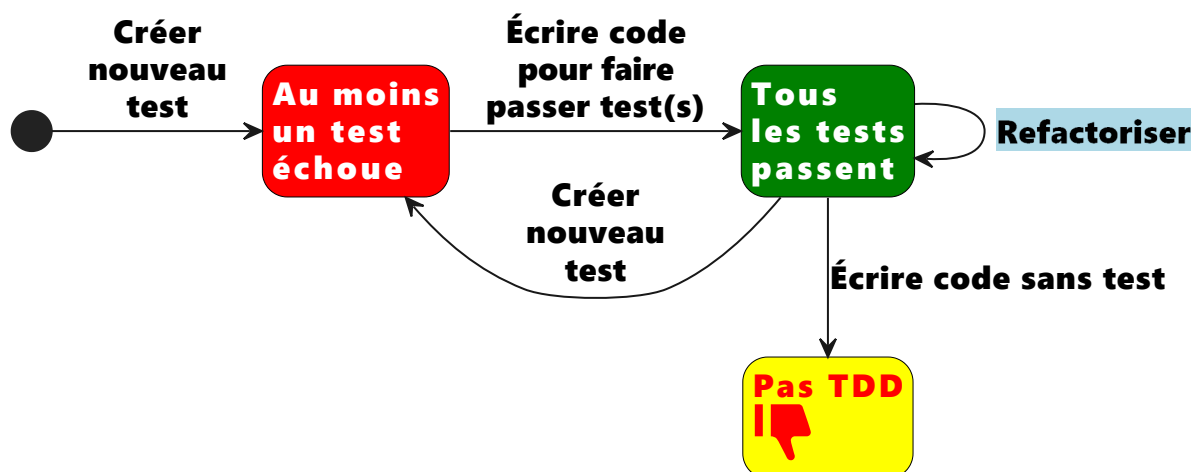 Créer
nouveau
test
Au moins
un test
échoue
Écrire code
pour faire
passer test(s)
Tous
les tests
passent
Refactoriser
Créer
nouveau
test
Écrire code sans test
Pas TDD